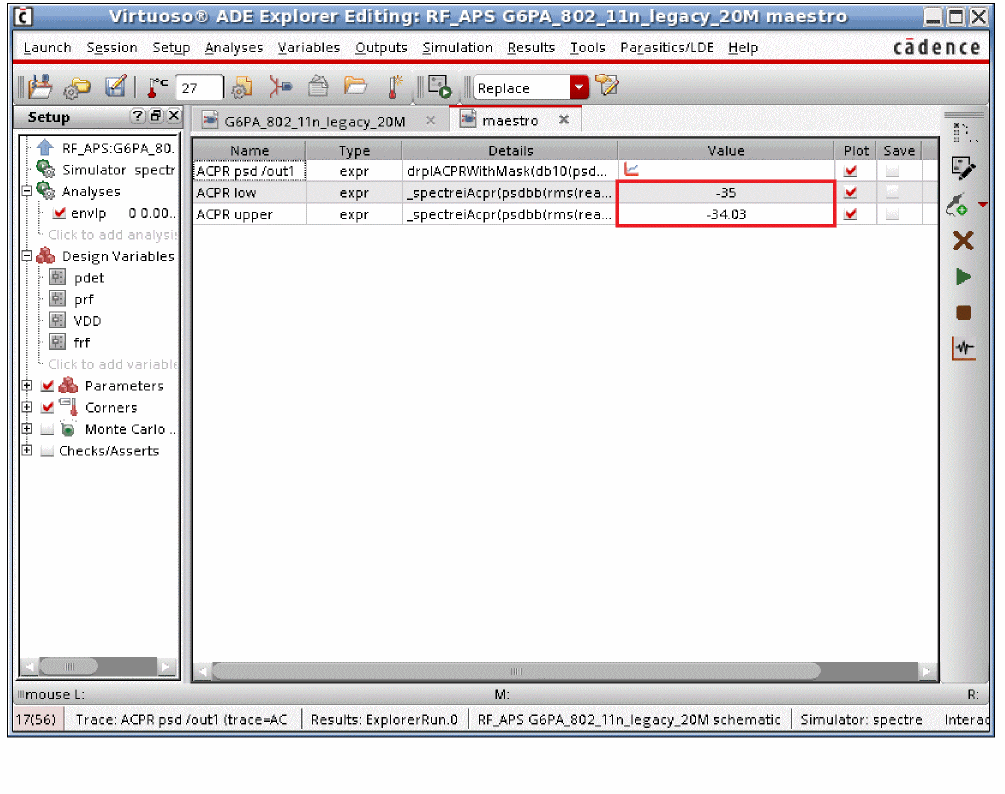 Virtuoso® ADE Explorer Editing: RF_APS G6PA_802_11n_legacy_20M maestro
Launch Session Setup Analyses Variables Outputs Simulation Results Tools Parasitics/LDE Help cādence
27 Replace
Setup G6PA_802_11n_legacy_20M maestro
RF_APS:G6PA_80.
Simulator spectr
Analyses
envlp 0 0.00..
Click to add analysis
Design Variables
pdet
prf
VDD
frf
Click to add variable
Parameters
Corners
Monte Carlo ..
Checks/Asserts
Name Type Details Value Plot Save
ACPR psd /out1 expr drplACPRWithMask(db10(psd...
ACPR low expr _spectreiAcpr(psdbb(rms(rea... -35
ACPR upper expr _spectreiAcpr(psdbb(rms(rea... -34.03
mouse L: M: R:
17(56) Trace: ACPR psd /out1 (trace=AC Results: ExplorerRun.0 RF_APS G6PA_802_11n_legacy_20M schematic Simulator: spectre Interac